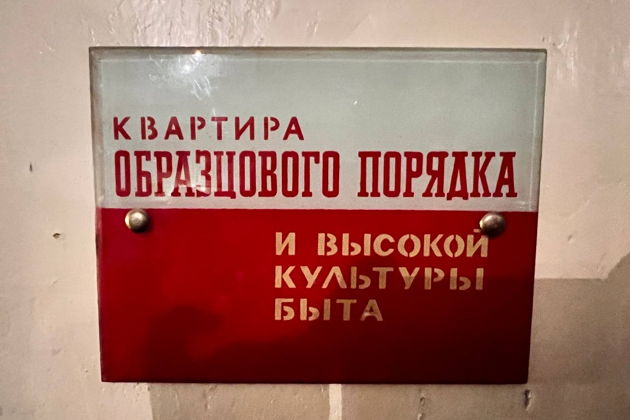 КВАРТИРА
ОБРАЗЦОВОГО ПОРЯДКА
И ВЫСОКОЙ
КУЛЬТУРЫ
БЫТА